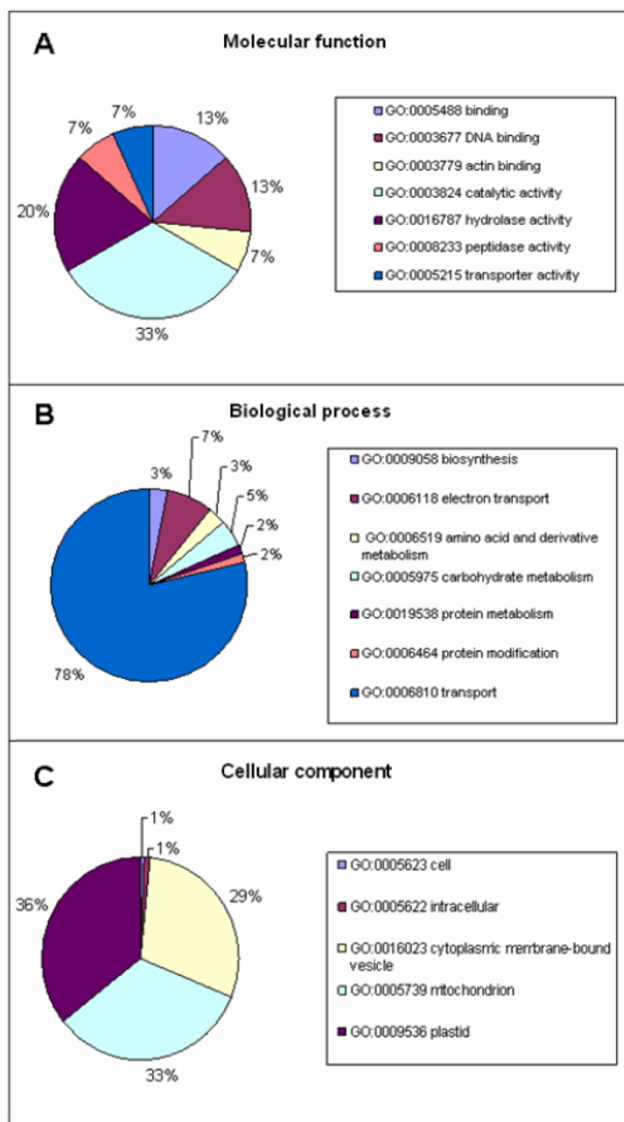 A
Molecular function
7%
13%
7%
13%
20%
7%
33%
GO:0005488 binding
GO:0003677 DNA binding
GO:0003779 actin binding
GO:0003824 catalytic activity
GO:0016787 hydrolase activity
GO:0008233 peptidase activity
GO:0005215 transporter activity
B
Biological process
7%
3%
3%
5%
2%
2%
78%
GO:0009058 biosynthesis
GO:0006118 electron transport
GO:0006519 amino acid and derivative
metabolism
GO:0005975 carbohydrate metabolism
GO:0019538 protein metabolism
GO:0006464 protein modification
GO:0006810 transport
C
Cellular component
1%
1%
29%
36%
33%
GO:0005623 cell
GO:0005622 intracellular
GO:0016023 cytoplasmic membrane-bound
vesicle
GO:0005739 mitochondrion
GO:0009536 plastid